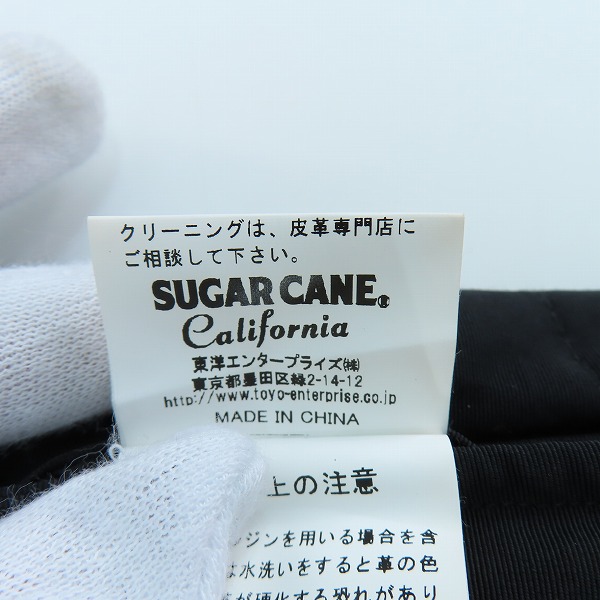 クリーニングは、皮革専門店に
ご相談して下さい。
SUGAR CANE®
California
東洋エンタープライズ㈱
東京都墨田区緑2-14-12
http://www.toyo-enterprise.co.jp
MADE IN CHINA
上の注意
ジンを用いる場合を含
水洗いをすると革の色
が硬化する恐れがあり